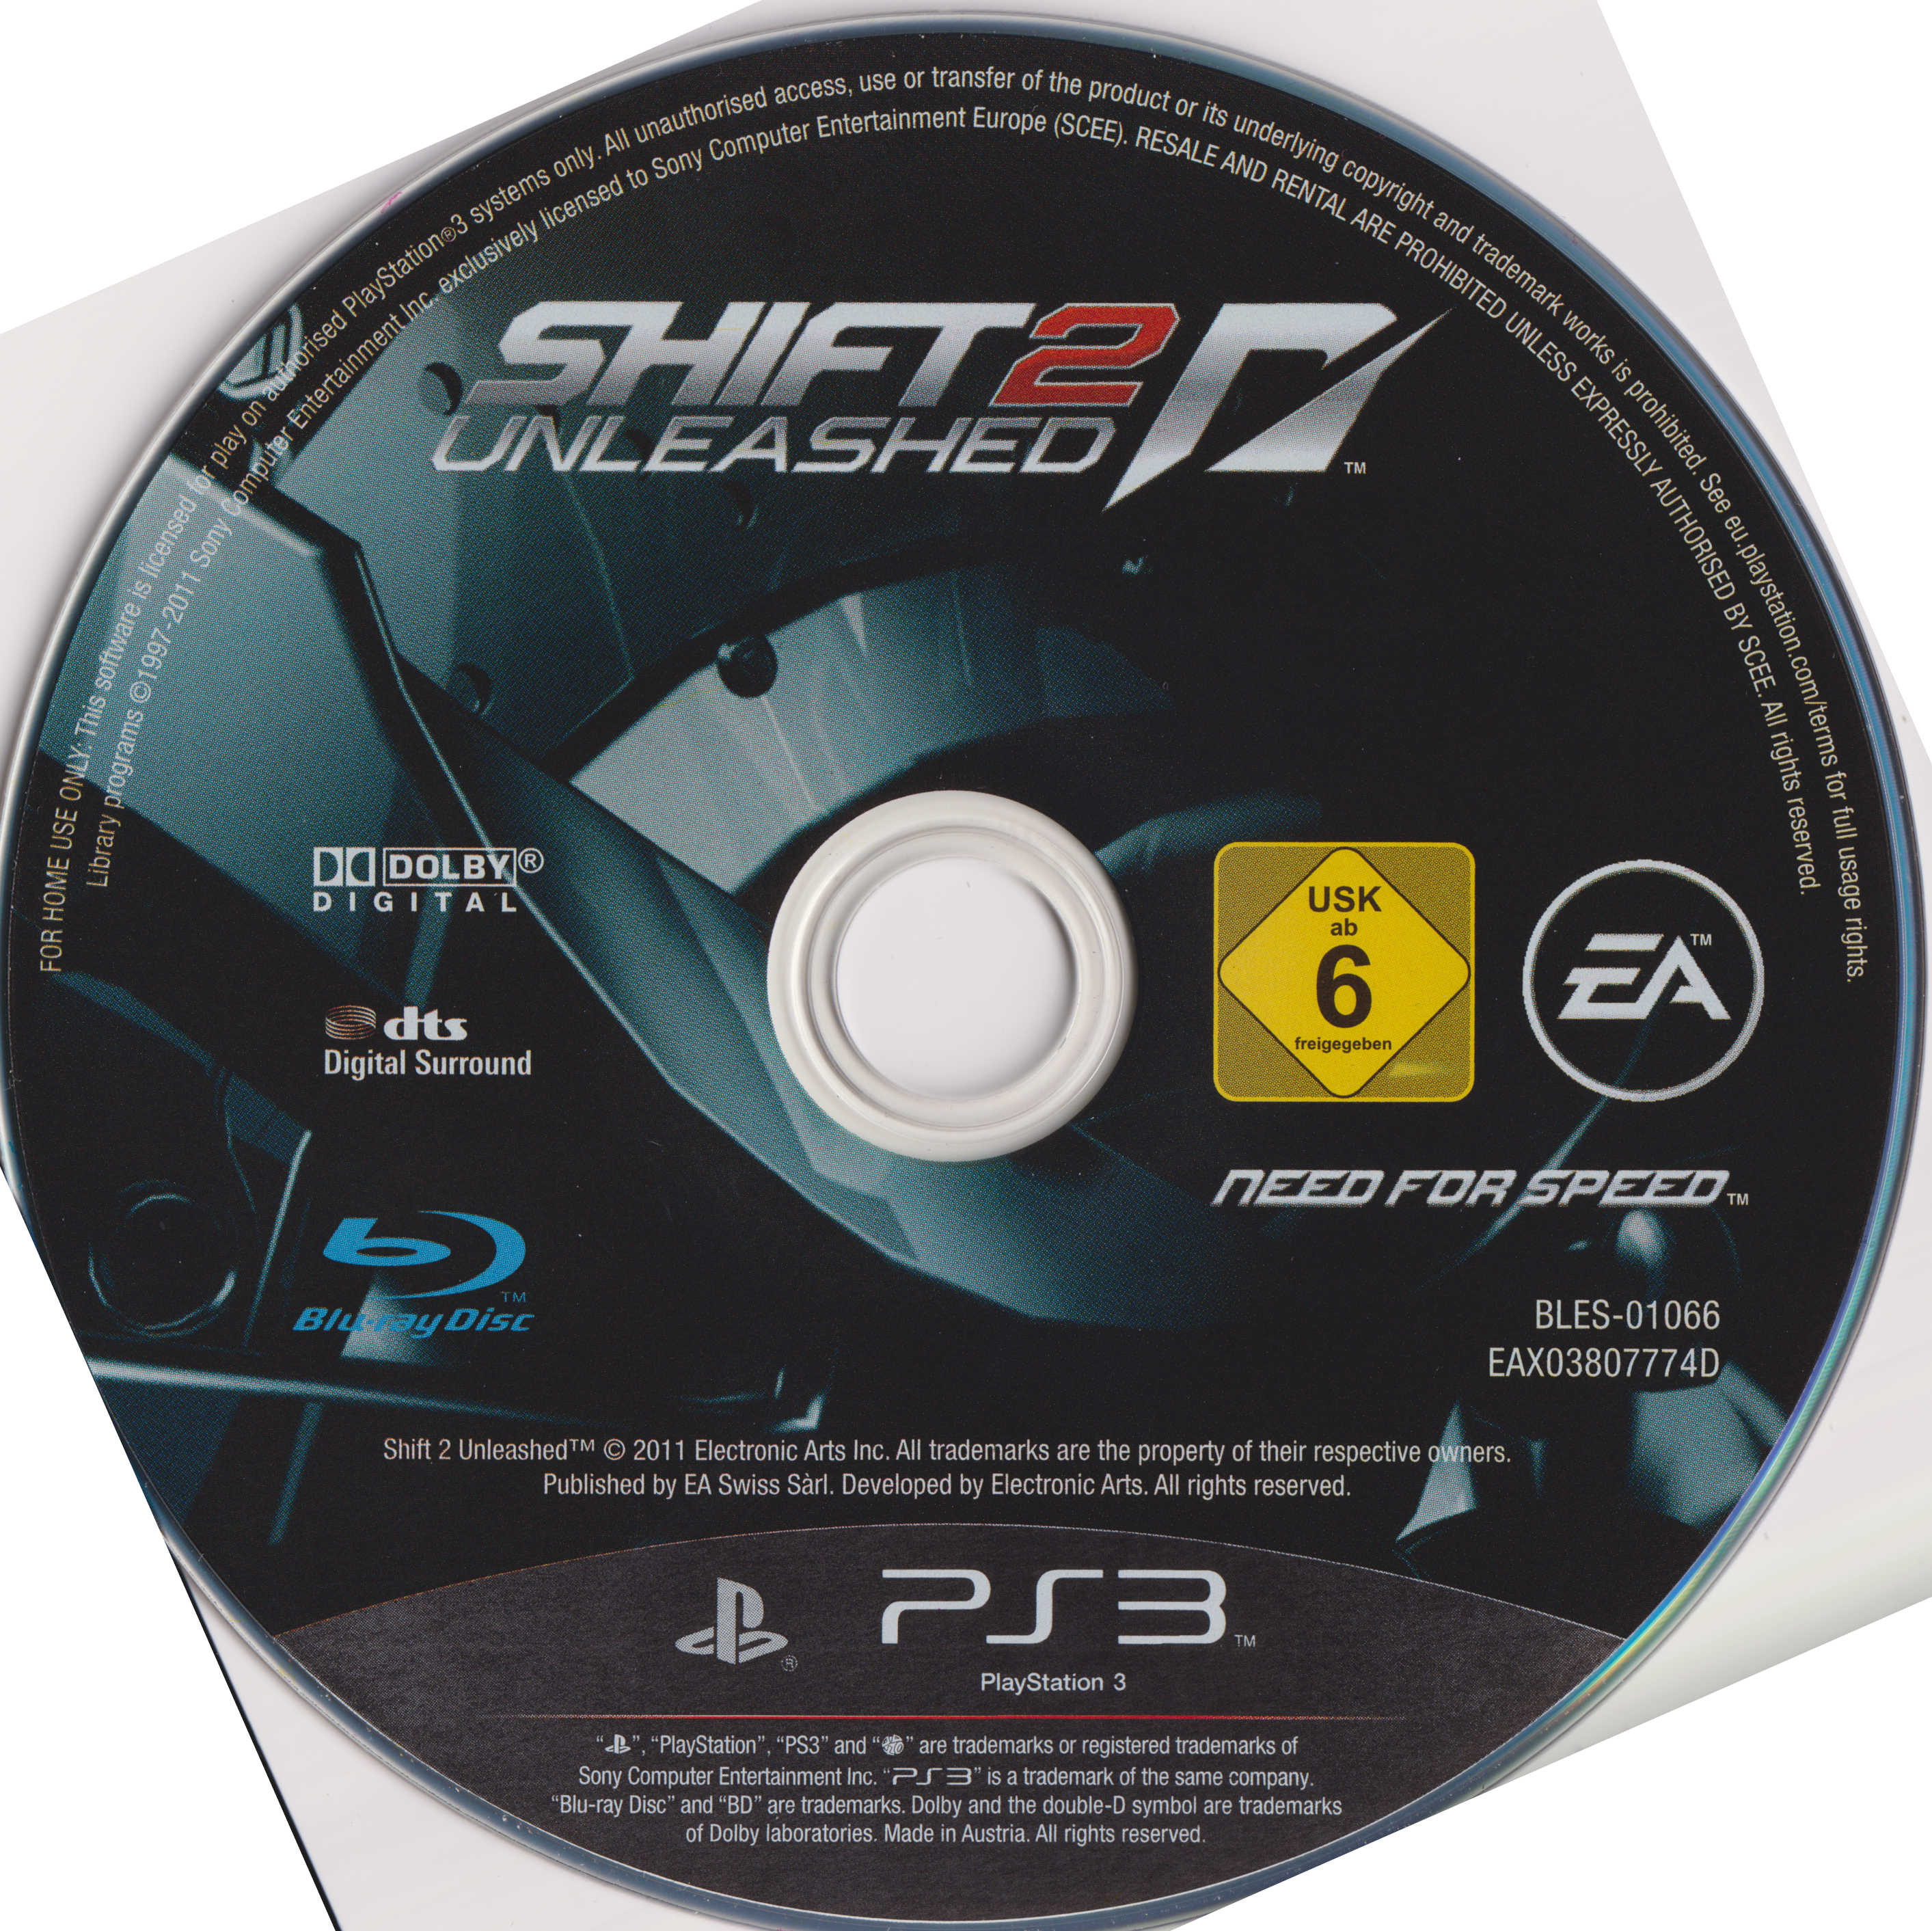 FOR HOME USE ONLY: This software is licensed for play on authorised PlayStation®3 systems only. All unauthorised access, use or transfer of the product or its underlying copyright and trademark works is prohibited. See eu.playstation.com/terms for full usage rights.
Library programs ©1997-2011 Sony Computer Entertainment Inc. exclusively licensed to Sony Computer Entertainment Europe (SCEE). RESALE AND RENTAL ARE PROHIBITED UNLESS EXPRESSLY AUTHORISED BY SCEE. All rights reserved.
SHIFT 2
UNLEASHED ™
DOLBY®
DIGITAL
USK
ab
6
freigegeben
EA™
dts
Digital Surround
NEED FOR SPEED™
Blu-ray Disc™
BLES-01066
EAX03807774D
Shift 2 Unleashed™ © 2011 Electronic Arts Inc. All trademarks are the property of their respective owners.
Published by EA Swiss Sàrl. Developed by Electronic Arts. All rights reserved.
PS3™
PlayStation 3
“PS”, “PlayStation”, “PS3” and “” are trademarks or registered trademarks of
Sony Computer Entertainment Inc. “PS3” is a trademark of the same company.
“Blu-ray Disc” and “BD” are trademarks. Dolby and the double-D symbol are trademarks
of Dolby laboratories. Made in Austria. All rights reserved.